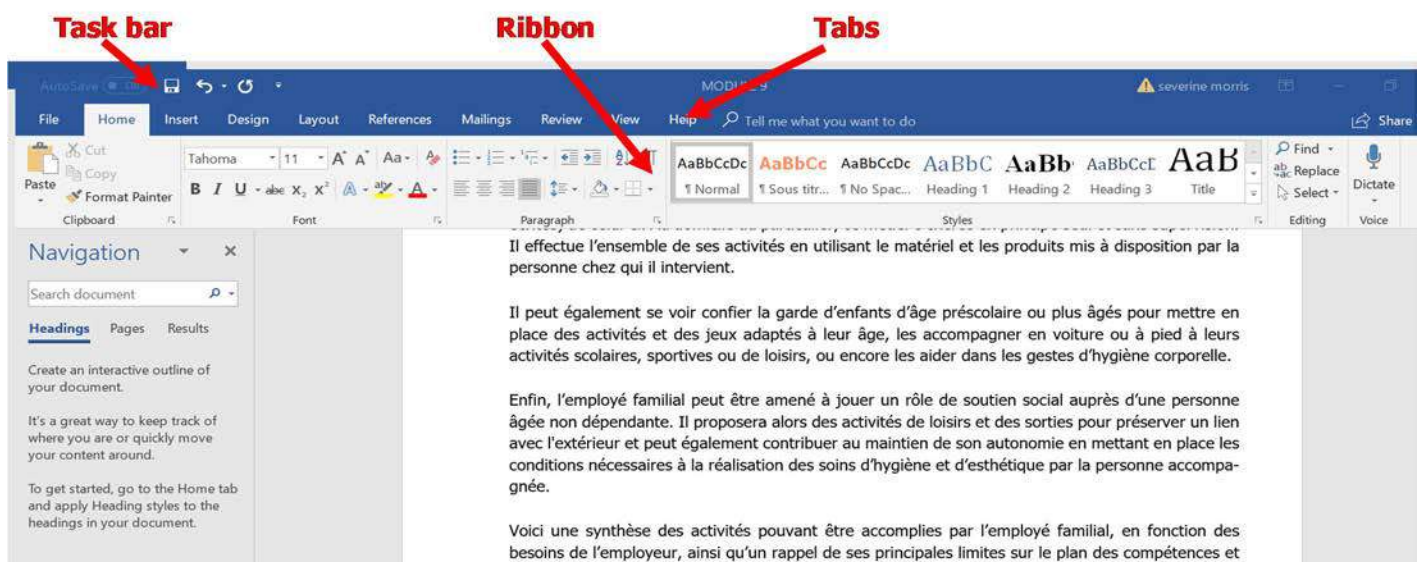 Task bar Ribbon Tabs
AutoSave severine morris
File Home Insert Design Layout References Mailings Review View Help Tell me what you want to do Share
Cut
Copy
Paste Format Painter
Clipboard
Tahoma 11 A A Aa
B I U abc X₂ X² A ab A
Font
Paragraph
AaBbCcDc AaBbCc AaBbCcDc AaBbC AaBb AaBbCcD AaB
¶ Normal ¶ Sous titr... ¶ No Spac... Heading 1 Heading 2 Heading 3 Title
Styles
Find
Replace
Select
Editing
Dictate
Voice
Navigation
Search document
Headings Pages Results
Create an interactive outline of
your document.
It's a great way to keep track of
where you are or quickly move
your content around.
To get started, go to the Home tab
and apply Heading styles to the
headings in your document.
Il effectue l'ensemble de ses activités en utilisant le matériel et les produits mis à disposition par la
personne chez qui il intervient.
Il peut également se voir confier la garde d'enfants d'âge préscolaire ou plus âgés pour mettre en
place des activités et des jeux adaptés à leur âge, les accompagner en voiture ou à pied à leurs
activités scolaires, sportives ou de loisirs, ou encore les aider dans les gestes d'hygiène corporelle.
Enfin, l'employé familial peut être amené à jouer un rôle de soutien social auprès d'une personne
âgée non dépendante. Il proposera alors des activités de loisirs et des sorties pour préserver un lien
avec l'extérieur et peut également contribuer au maintien de son autonomie en mettant en place les
conditions nécessaires à la réalisation des soins d'hygiène et d'esthétique par la personne accompa-
gnée.
Voici une synthèse des activités pouvant être accomplies par l'employé familial, en fonction des
besoins de l'employeur, ainsi qu'un rappel de ses principales limites sur le plan des compétences et